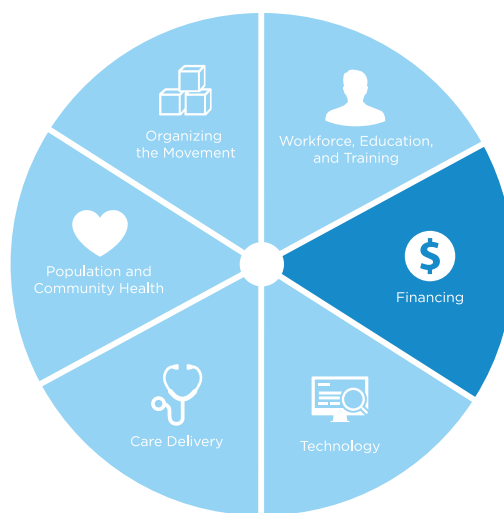 Organizing
the Movement
Workforce, Education,
and Training
Population and
Community Health
$
Financing
Care Delivery
Technology